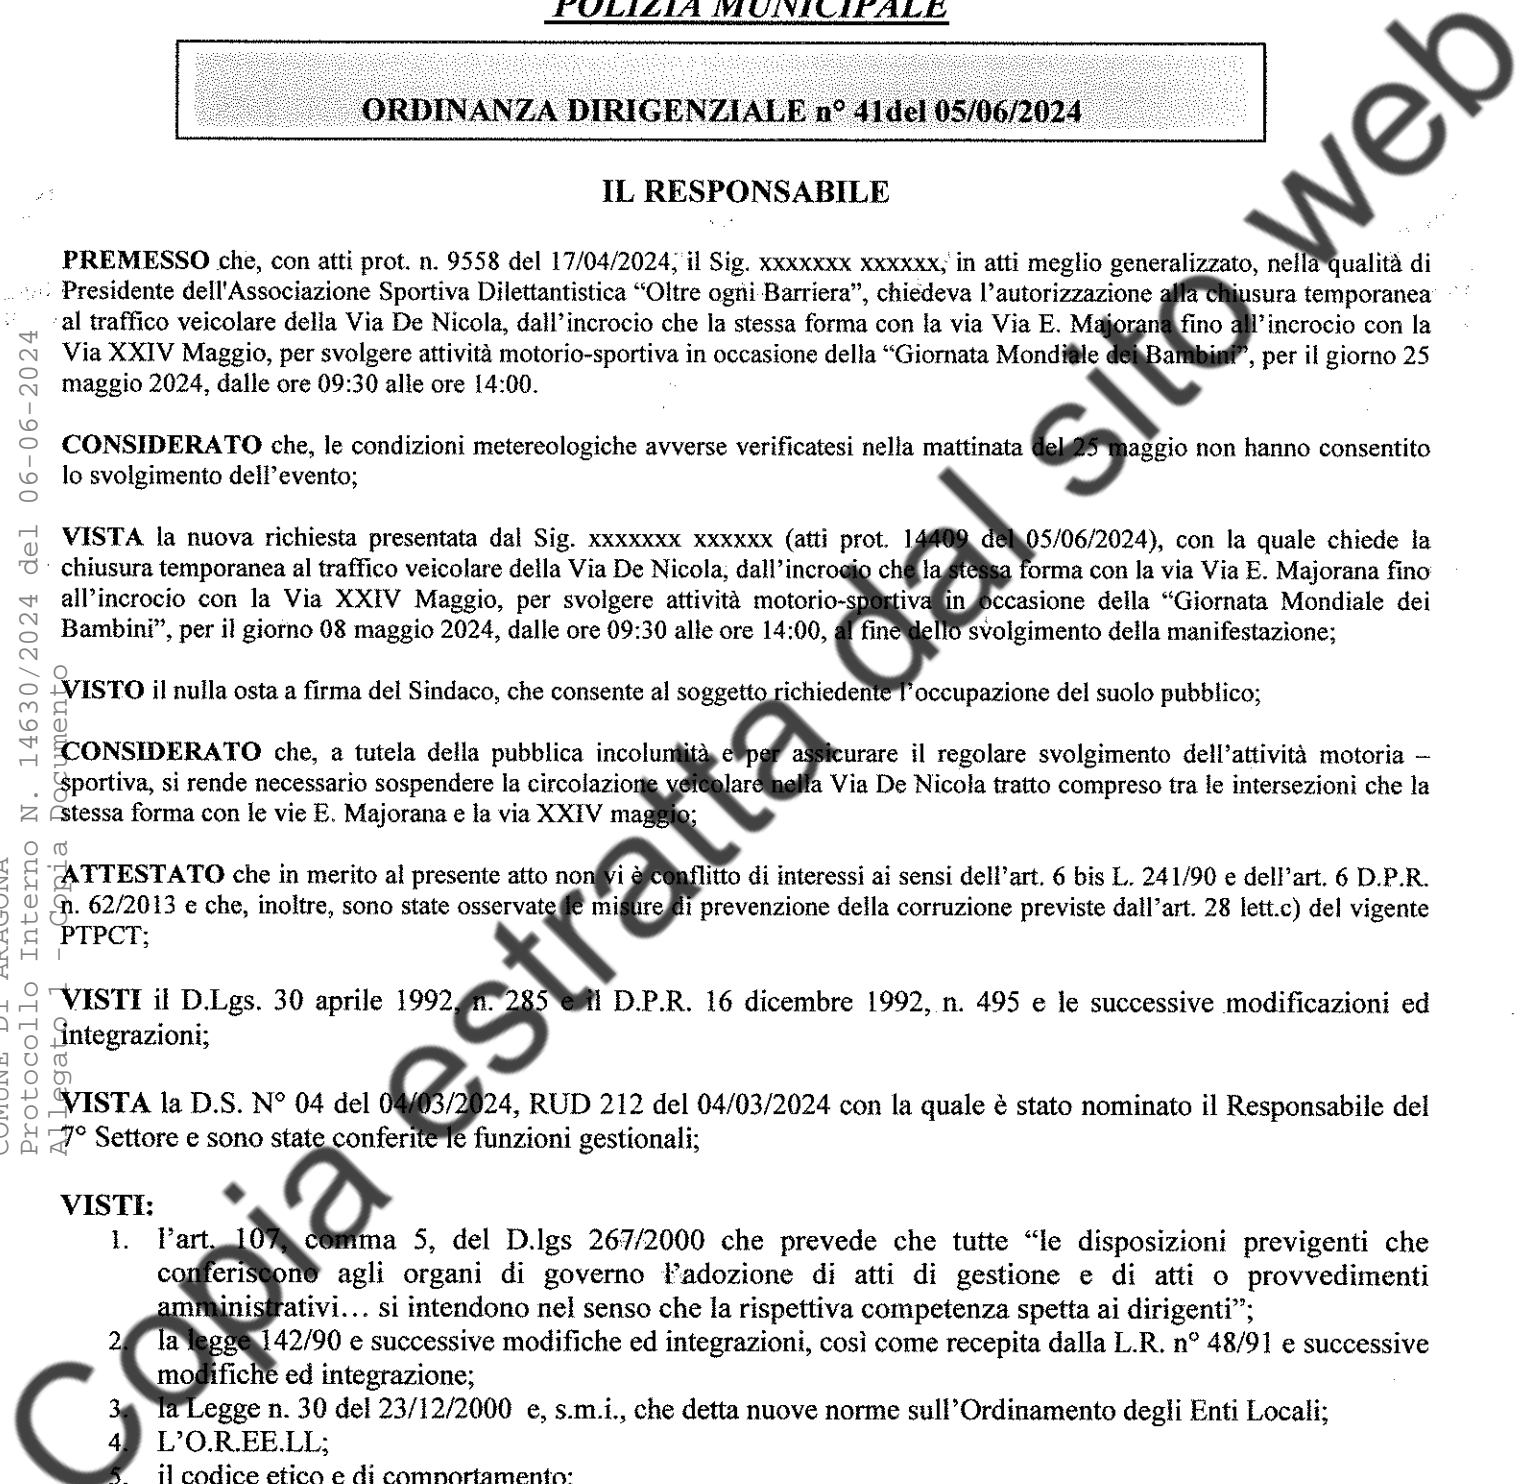 POLIZIA MUNICIPALE
ORDINANZA DIRIGENZIALE n° 41del 05/06/2024
IL RESPONSABILE
PREMESSO che, con atti prot. n. 9558 del 17/04/2024, il Sig. xxxxxxx xxxxxx, in atti meglio generalizzato, nella qualità di
Presidente dell'Associazione Sportiva Dilettantistica “Oltre ogni Barriera”, chiedeva l’autorizzazione alla chiusura temporanea
al traffico veicolare della Via De Nicola, dall’incrocio che la stessa forma con la via Via E. Majorana fino all’incrocio con la
Via XXIV Maggio, per svolgere attività motorio-sportiva in occasione della “Giornata Mondiale dei Bambini”, per il giorno 25
maggio 2024, dalle ore 09:30 alle ore 14:00.
CONSIDERATO che, le condizioni metereologiche avverse verificatesi nella mattinata del 25 maggio non hanno consentito
lo svolgimento dell’evento;
VISTA la nuova richiesta presentata dal Sig. xxxxxxx xxxxxx (atti prot. 14409 del 05/06/2024), con la quale chiede la
chiusura temporanea al traffico veicolare della Via De Nicola, dall’incrocio che la stessa forma con la via Via E. Majorana fino
all’incrocio con la Via XXIV Maggio, per svolgere attività motorio-sportiva in occasione della “Giornata Mondiale dei
Bambini”, per il giorno 08 maggio 2024, dalle ore 09:30 alle ore 14:00, al fine dello svolgimento della manifestazione;
VISTO il nulla osta a firma del Sindaco, che consente al soggetto richiedente l’occupazione del suolo pubblico;
CONSIDERATO che, a tutela della pubblica incolumità e per assicurare il regolare svolgimento dell’attività motoria –
sportiva, si rende necessario sospendere la circolazione veicolare nella Via De Nicola tratto compreso tra le intersezioni che la
stessa forma con le vie E. Majorana e la via XXIV maggio;
ATTESTATO che in merito al presente atto non vi è conflitto di interessi ai sensi dell’art. 6 bis L. 241/90 e dell’art. 6 D.P.R.
n. 62/2013 e che, inoltre, sono state osservate le misure di prevenzione della corruzione previste dall’art. 28 lett.c) del vigente
PTPCT;
VISTI il D.Lgs. 30 aprile 1992, n. 285 e il D.P.R. 16 dicembre 1992, n. 495 e le successive modificazioni ed
integrazioni;
VISTA la D.S. N° 04 del 04/03/2024, RUD 212 del 04/03/2024 con la quale è stato nominato il Responsabile del
7° Settore e sono state conferite le funzioni gestionali;
VISTI:
1. l’art. 107, comma 5, del D.lgs 267/2000 che prevede che tutte “le disposizioni previgenti che
conferiscono agli organi di governo l’adozione di atti di gestione e di atti o provvedimenti
amministrativi… si intendono nel senso che la rispettiva competenza spetta ai dirigenti”;
2. la legge 142/90 e successive modifiche ed integrazioni, così come recepita dalla L.R. n° 48/91 e successive
modifiche ed integrazione;
3. la Legge n. 30 del 23/12/2000 e, s.m.i., che detta nuove norme sull’Ordinamento degli Enti Locali;
4. L’O.R.EE.LL;
5. il codice etico e di comportamento;
COMUNE DI ARAGONA
Protocollo Interno N. 14630/2024 del 06-06-2024
Allegato 1 - Copia Documento
Copia estratta dal sito web